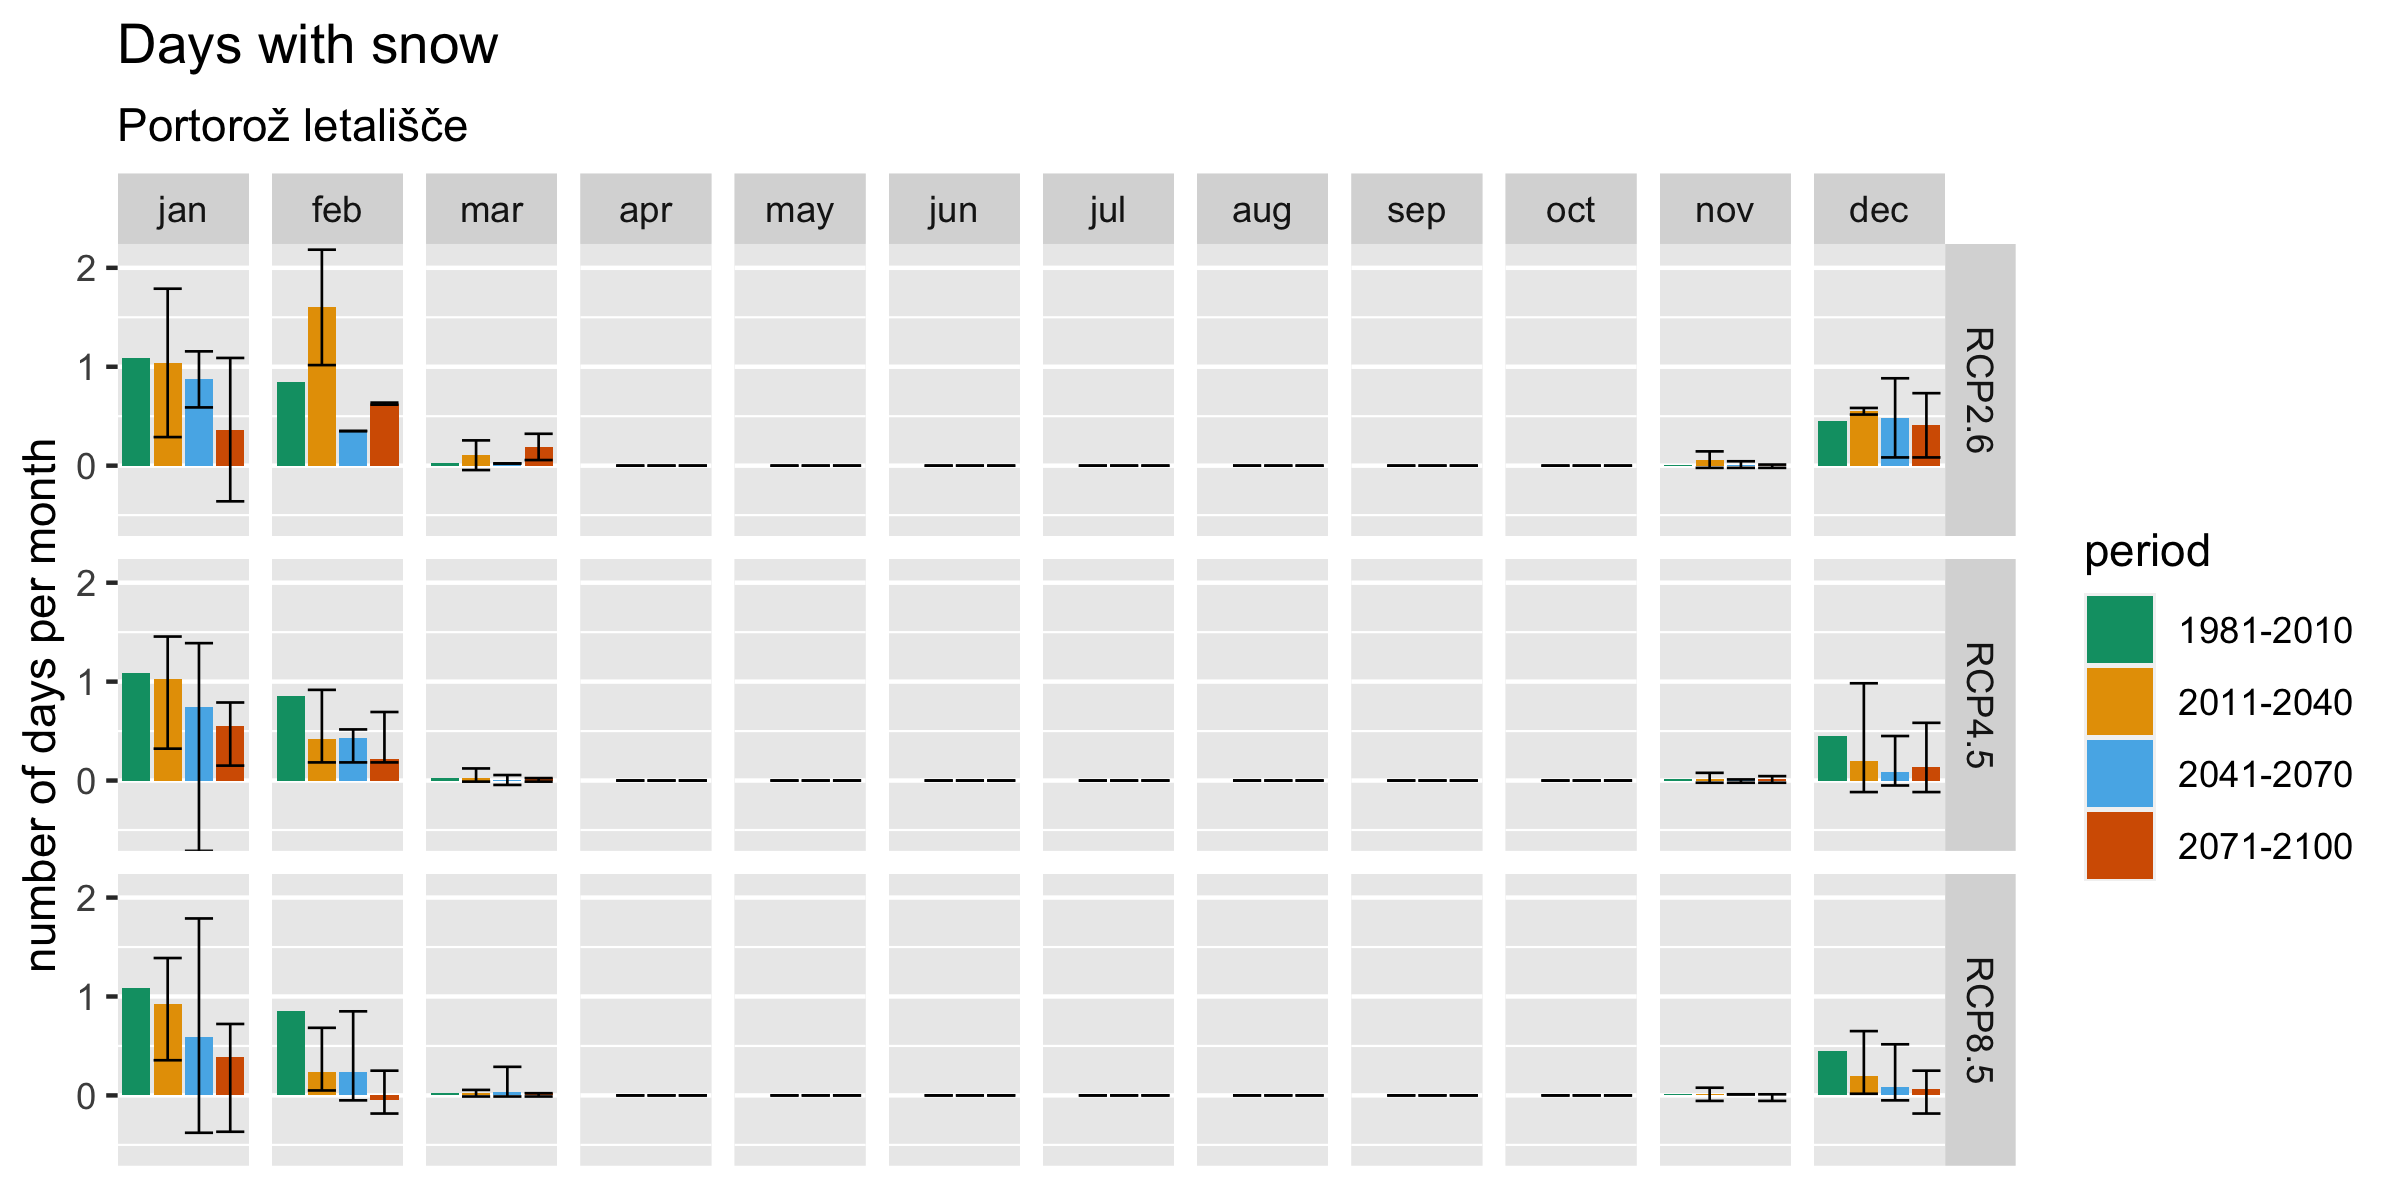 Days with snow
Portorož letališče
jan feb mar apr may jun jul aug sep oct nov dec
number of days per month
2
1
0
RCP2.6
2
1
0
RCP4.5
2
1
0
RCP8.5
period
1981-2010
2011-2040
2041-2070
2071-2100